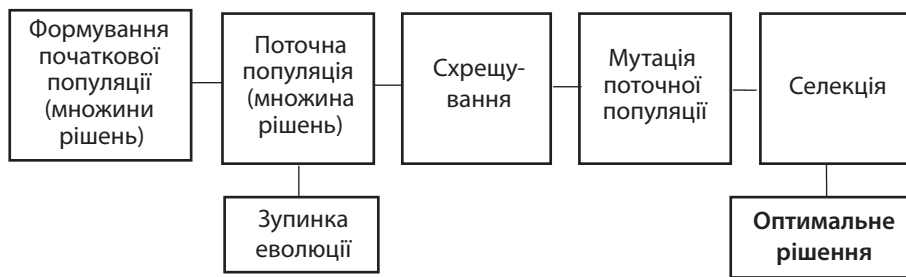 Формування
початкової
популяції
(множини
рішень)
Поточна
популяція
(множина
рішень)
Схрещу-
вання
Мутація
поточної
популяції
Селекція
Зупинка
еволюції
Оптимальне
рішення